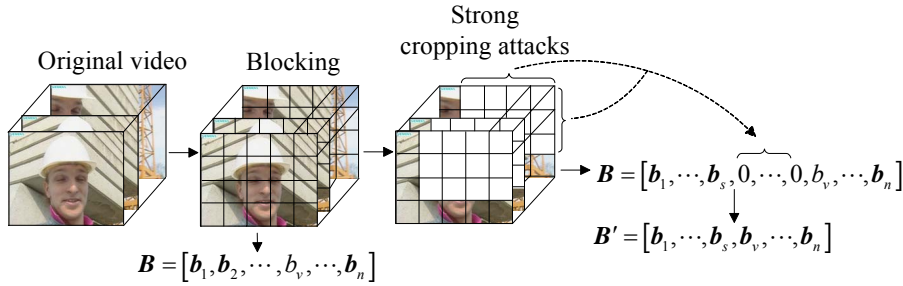 Strong
cropping attacks
Original video
Blocking
B = [b₁,⋯,bₛ,0,⋯,0,bᵥ,⋯,bₙ]
B′ = [b₁,⋯,bₛ,bᵥ,⋯,bₙ]
B = [b₁,b₂,⋯,bᵥ,⋯,bₙ]